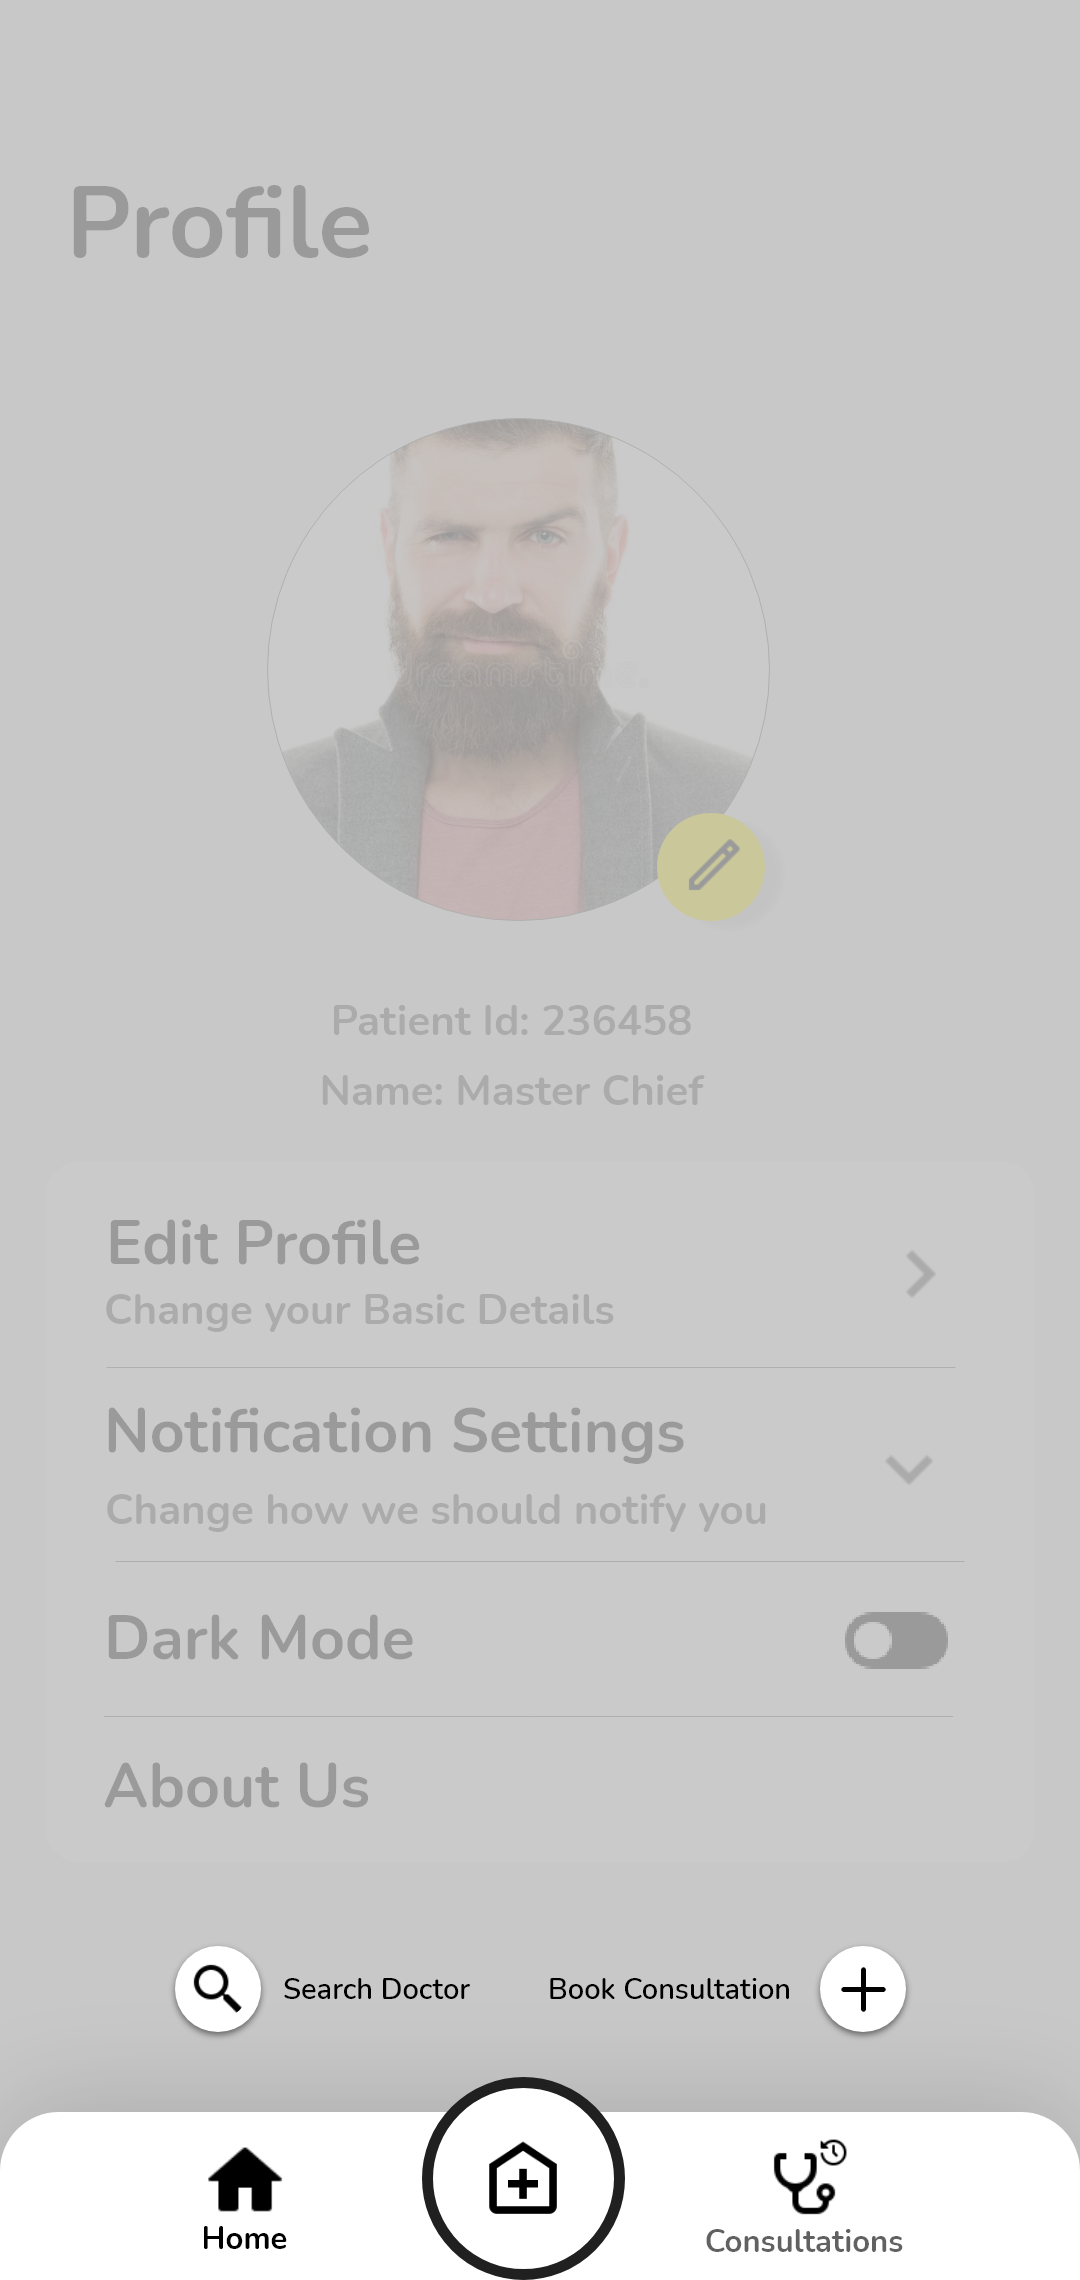 Profile
dreamstime.
Patient Id: 236458
Name: Master Chief
Edit Profile
Change your Basic Details
Notification Settings
Change how we should notify you
Dark Mode
About Us
Search Doctor
Book Consultation
Home
Consultations